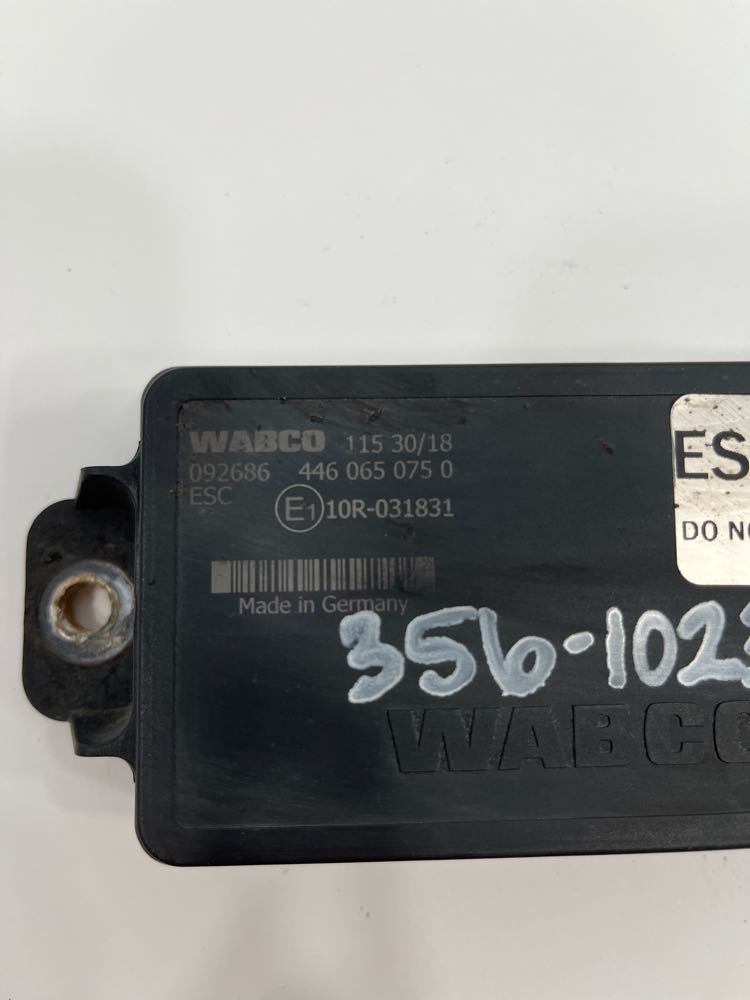 WABCO 115 30/18
092686 446 065 075 0
ESC
E1 10R-031831
Made in Germany
ES
DO NO
356-1023
WABCO